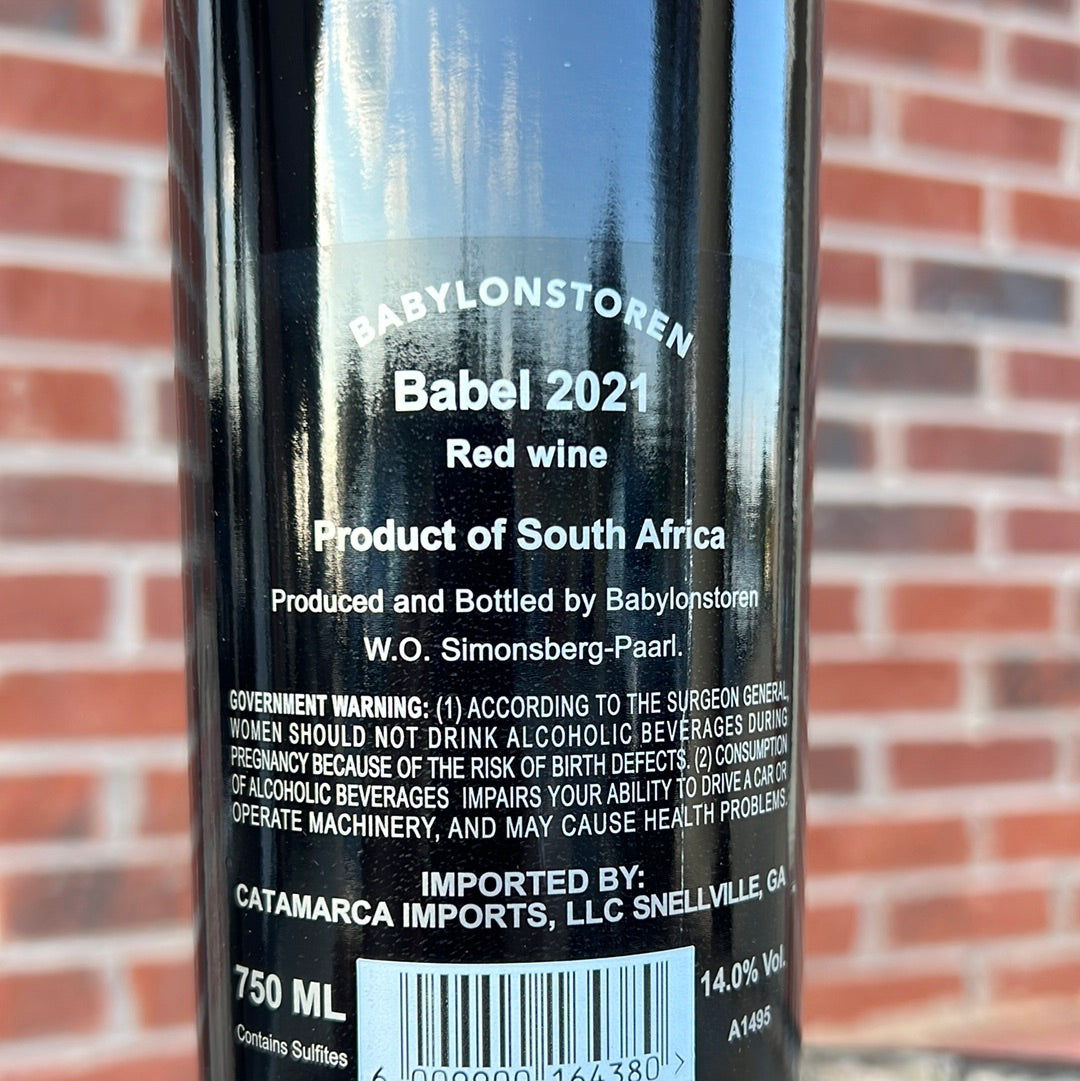 BABYLONSTOREN
Babel 2021
Red wine
Product of South Africa
Produced and Bottled by Babylonstoren
W.O. Simonsberg-Paarl.
GOVERNMENT WARNING: (1) ACCORDING TO THE SURGEON GENERAL,
WOMEN SHOULD NOT DRINK ALCOHOLIC BEVERAGES DURING
PREGNANCY BECAUSE OF THE RISK OF BIRTH DEFECTS. (2) CONSUMPTION
OF ALCOHOLIC BEVERAGES IMPAIRS YOUR ABILITY TO DRIVE A CAR OR
OPERATE MACHINERY, AND MAY CAUSE HEALTH PROBLEMS.
IMPORTED BY:
CATAMARCA IMPORTS, LLC SNELLVILLE, GA
750 ML
Contains Sulfites
14.0% Vol.
A1495
6 009900 164380 >